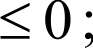 ≤ 0 ;